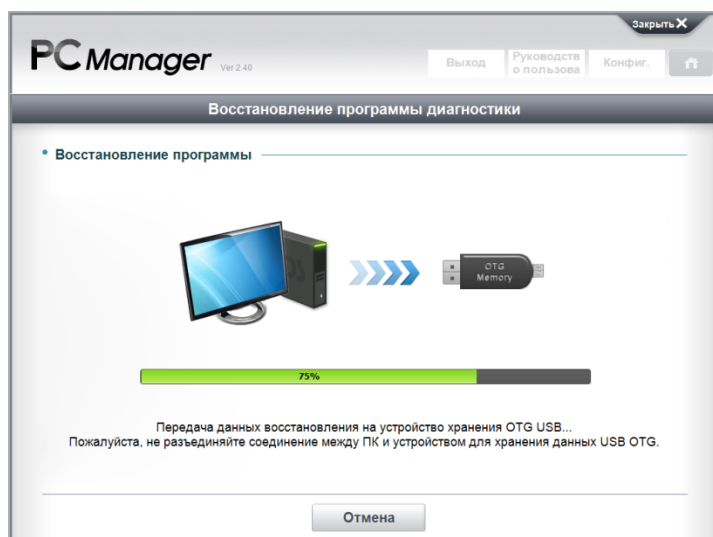 Закрыть X
PC Manager Ver 2.40
Выход
Руководств
о пользова
Конфиг.
Восстановление программы диагностики
• Восстановление программы
OTG
Memory
75%
Передача данных восстановления на устройство хранения OTG USB...
Пожалуйста, не разъединяйте соединение между ПК и устройством для хранения данных USB OTG.
Отмена